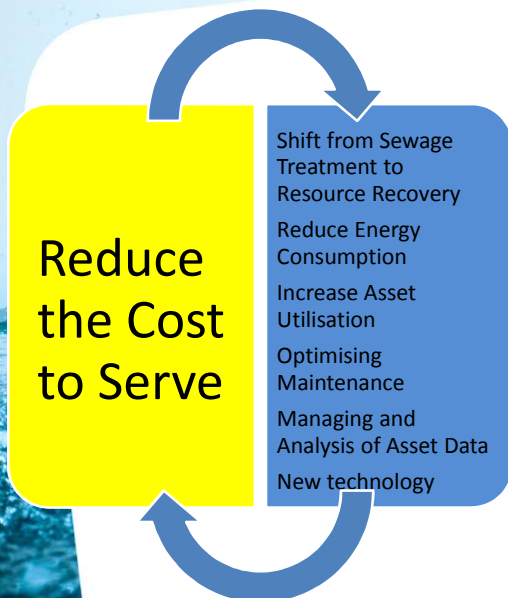 Reduce
the Cost
to Serve
Shift from Sewage
Treatment to
Resource Recovery
Reduce Energy
Consumption
Increase Asset
Utilisation
Optimising
Maintenance
Managing and
Analysis of Asset Data
New technology